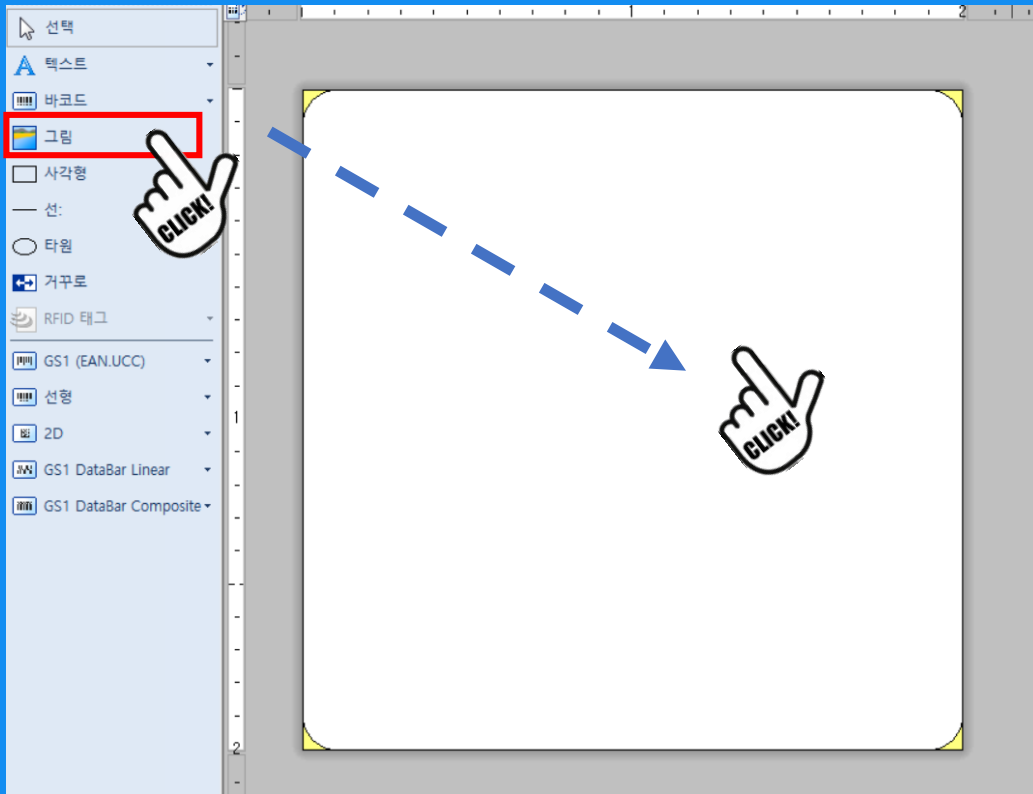 1 2
선택
텍스트
바코드
그림
사각형
선:
타원
거꾸로
RFID 태그
GS1 (EAN.UCC)
선형
2D
GS1 DataBar Linear
GS1 DataBar Composite
CLICK!
CLICK!
1
2